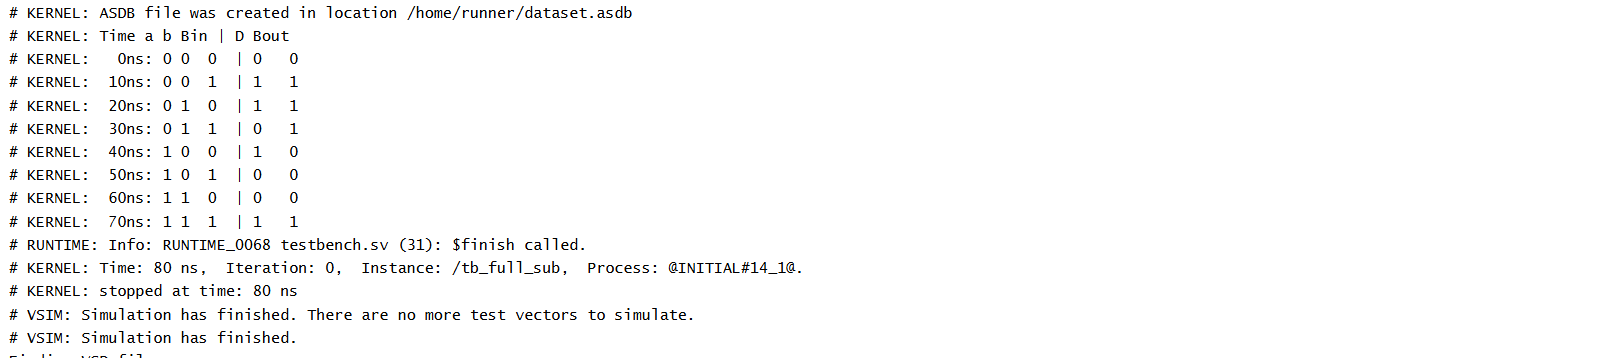 # KERNEL: ASDB file was created in location /home/runner/dataset.asdb
# KERNEL: Time a b Bin | D Bout
# KERNEL:   0ns: 0 0  0  | 0   0
# KERNEL:  10ns: 0 0  1  | 1   1
# KERNEL:  20ns: 0 1  0  | 1   1
# KERNEL:  30ns: 0 1  1  | 0   1
# KERNEL:  40ns: 1 0  0  | 1   0
# KERNEL:  50ns: 1 0  1  | 0   0
# KERNEL:  60ns: 1 1  0  | 0   0
# KERNEL:  70ns: 1 1  1  | 1   1
# RUNTIME: Info: RUNTIME_0068 testbench.sv (31): $finish called.
# KERNEL: Time: 80 ns,  Iteration: 0,  Instance: /tb_full_sub,  Process: @INITIAL#14_1@.
# KERNEL: stopped at time: 80 ns
# VSIM: Simulation has finished. There are no more test vectors to simulate.
# VSIM: Simulation has finished.